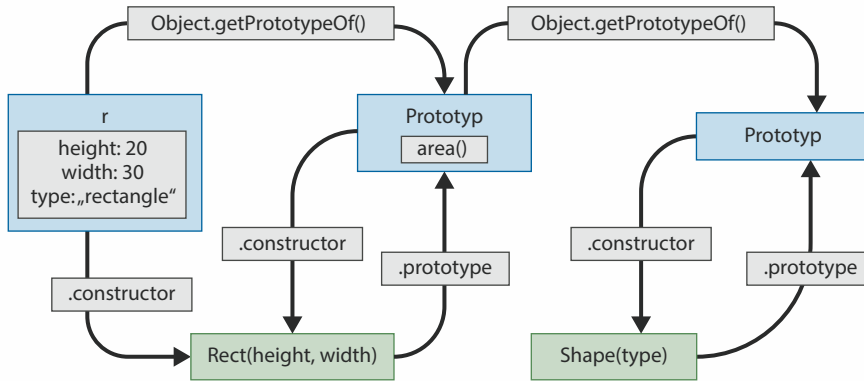 Object.getPrototypeOf()
Object.getPrototypeOf()
r
height: 20
width: 30
type:„rectangle“
Prototyp
area()
Prototyp
.constructor
.constructor
.prototype
.constructor
.prototype
Rect(height, width)
Shape(type)